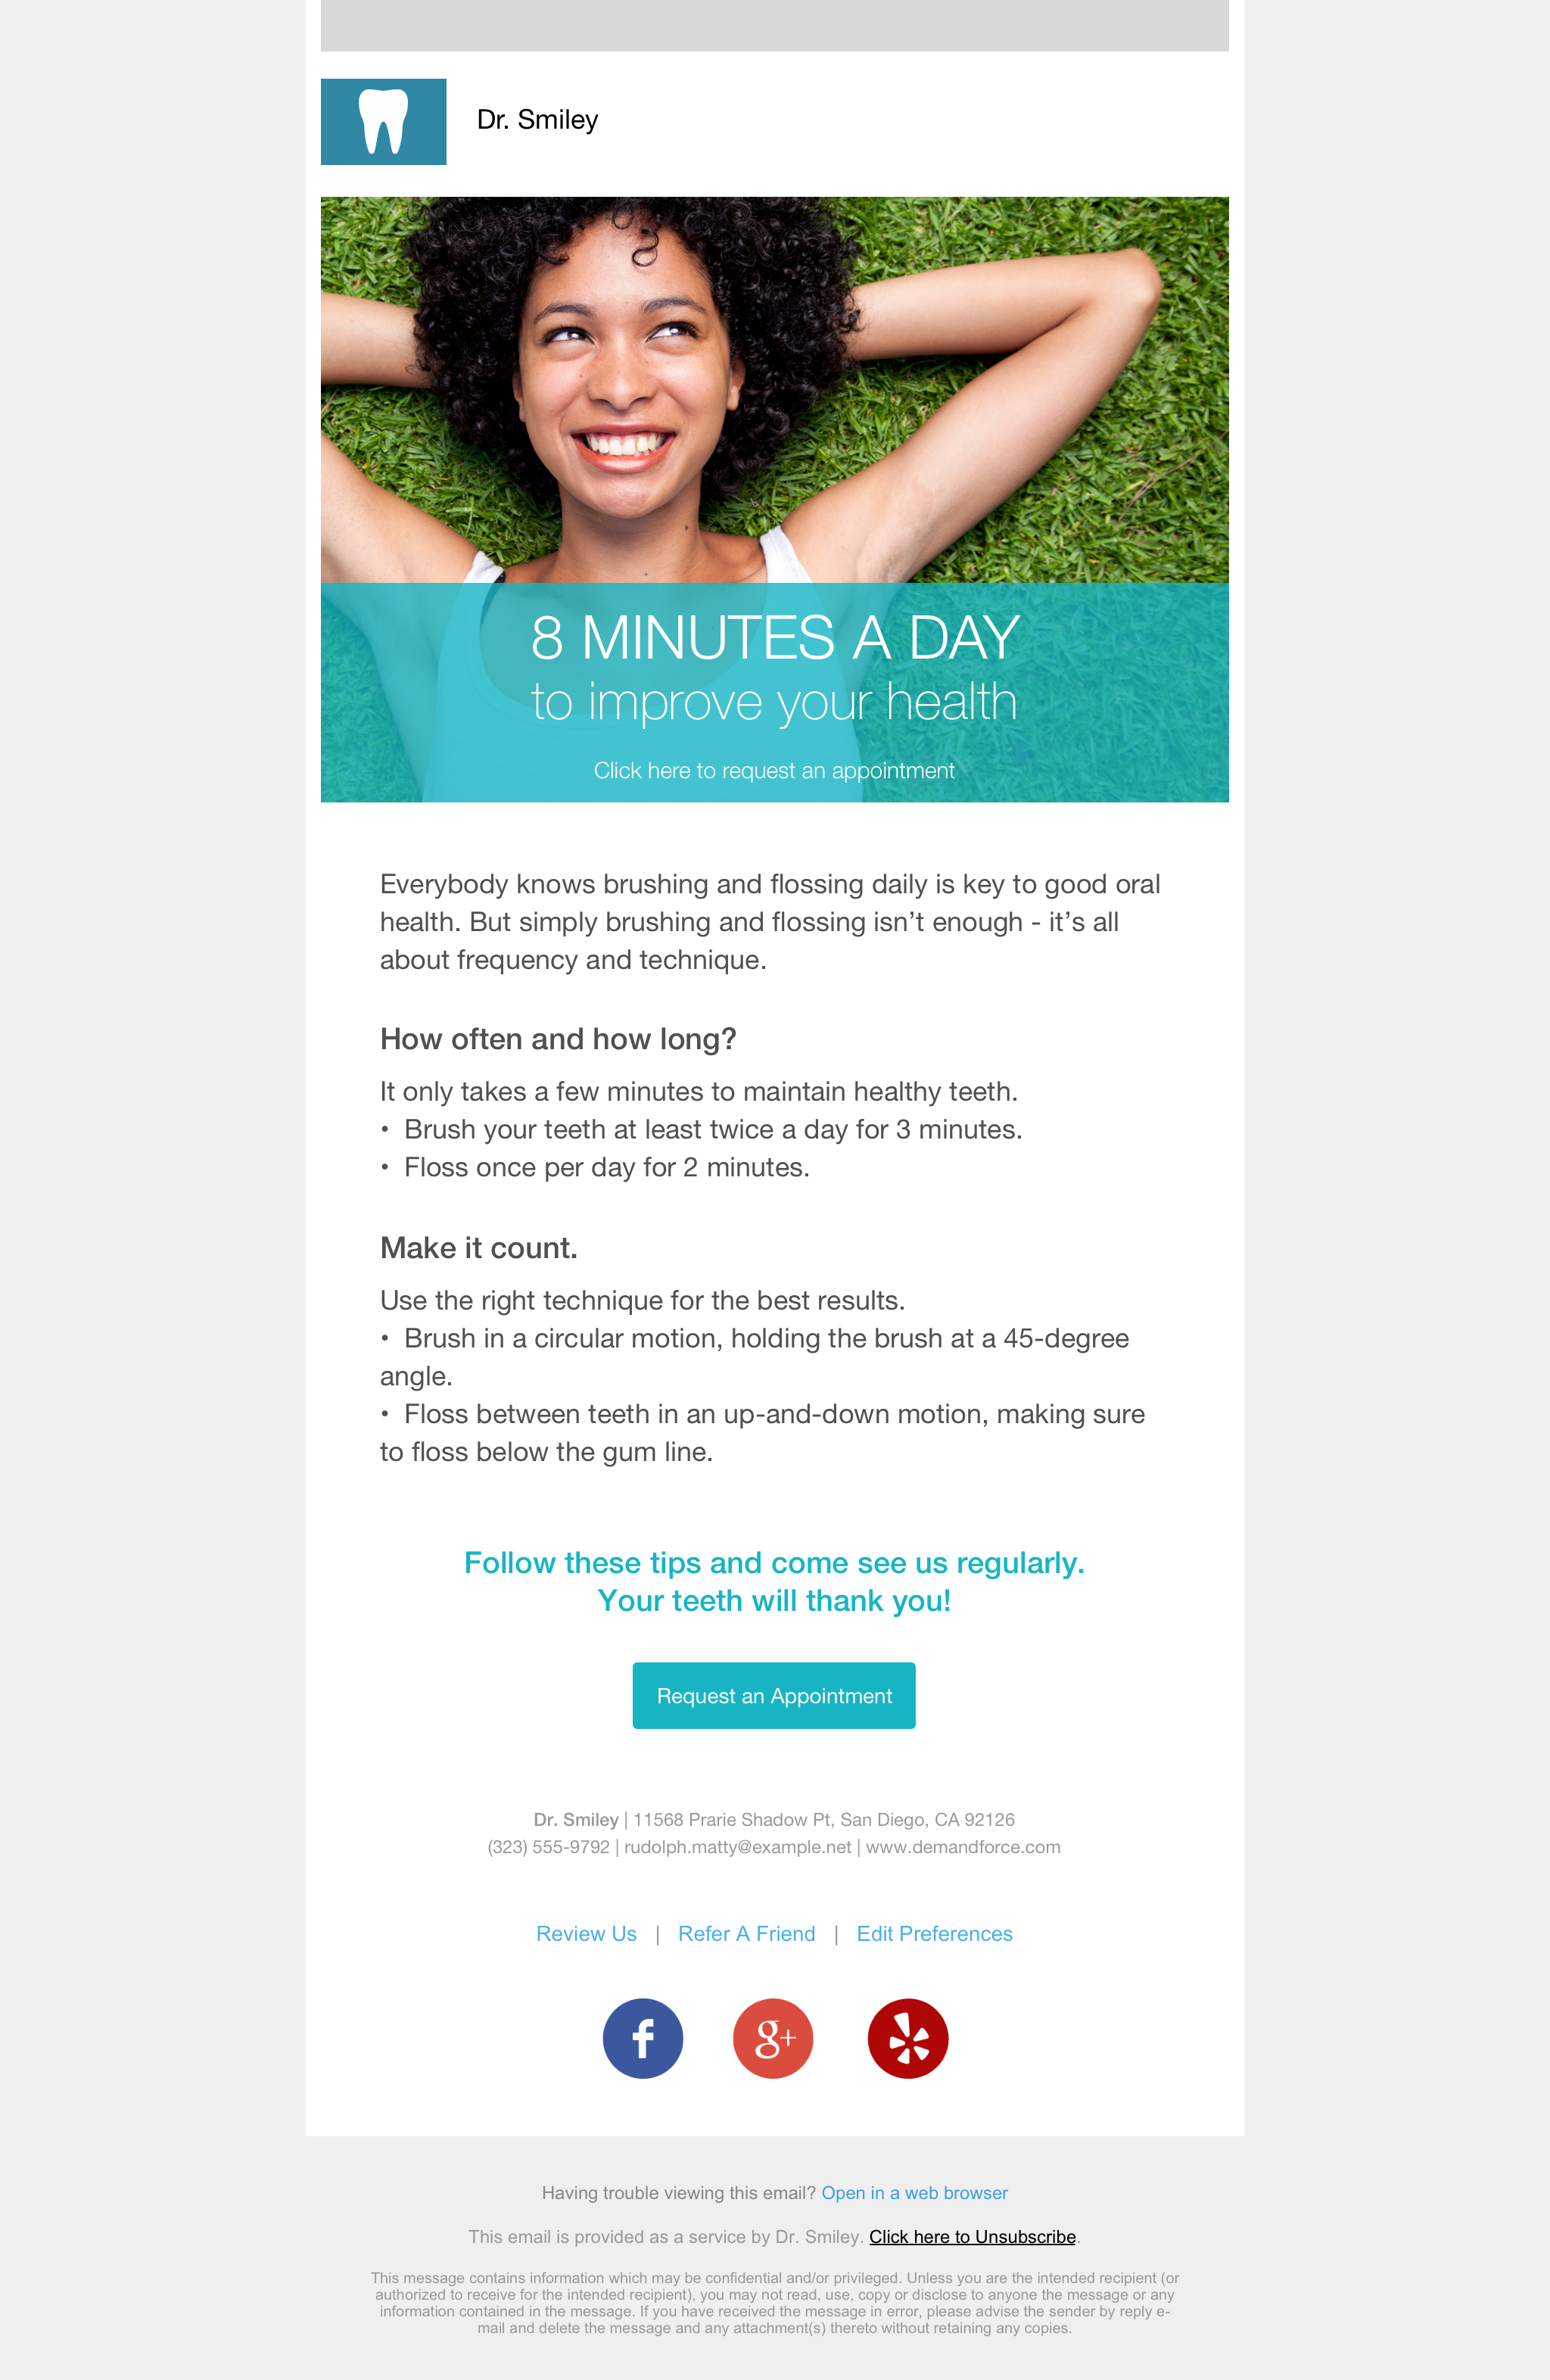 Dr. Smiley
8 MINUTES A DAY
to improve your health
Click here to request an appointment
Everybody knows brushing and flossing daily is key to good oral
health. But simply brushing and flossing isn’t enough - it’s all
about frequency and technique.
How often and how long?
It only takes a few minutes to maintain healthy teeth.
• Brush your teeth at least twice a day for 3 minutes.
• Floss once per day for 2 minutes.
Make it count.
Use the right technique for the best results.
• Brush in a circular motion, holding the brush at a 45-degree
angle.
• Floss between teeth in an up-and-down motion, making sure
to floss below the gum line.
Follow these tips and come see us regularly.
Your teeth will thank you!
Request an Appointment
Dr. Smiley | 11568 Prarie Shadow Pt, San Diego, CA 92126
(323) 555-9792 | rudolph.matty@example.net | www.demandforce.com
Review Us | Refer A Friend | Edit Preferences
f g+
Having trouble viewing this email? Open in a web browser
This email is provided as a service by Dr. Smiley. Click here to Unsubscribe.
This message contains information which may be confidential and/or privileged. Unless you are the intended recipient (or
authorized to receive for the intended recipient), you may not read, use, copy or disclose to anyone the message or any
information contained in the message. If you have received the message in error, please advise the sender by reply e-
mail and delete the message and any attachment(s) thereto without retaining any copies.